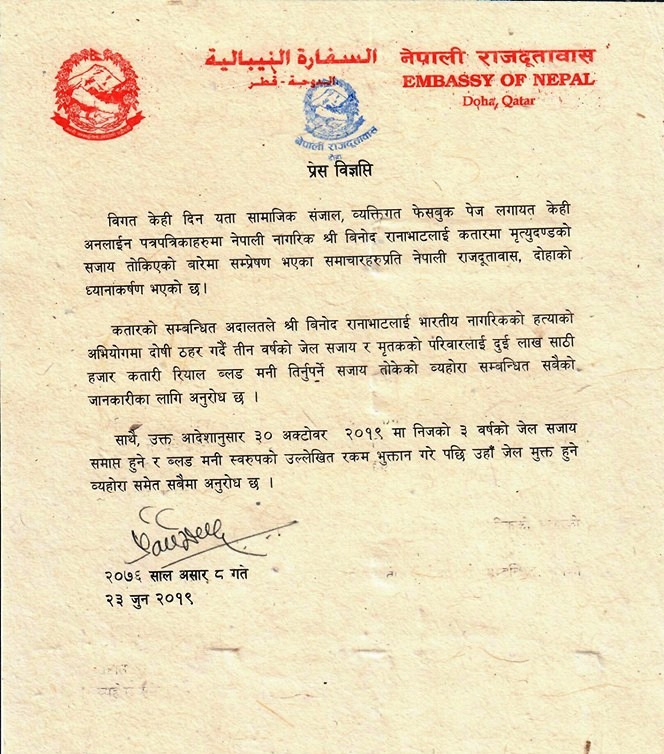 السفارة النيبالية
الدوحة - قطر
नेपाली राजदूतावास
EMBASSY OF NEPAL
Doha, Qatar
नेपाली राजदूतावास
दोहा
प्रेस विज्ञप्ति
विगत केही दिन यता सामाजिक संजाल, व्यक्तिगत फेसबुक पेज लगायत केही
अनलाईन पत्रपत्रिकाहरुमा नेपाली नागरिक श्री बिनोद रानाभाटलाई कतारमा मृत्युदण्डको
सजाय तोकिएको बारेमा सम्प्रेषण भएका समाचारहरुप्रति नेपाली राजदूतावास, दोहाको
ध्यानाकर्षण भएको छ।
कतारको सम्बन्धित अदालतले श्री बिनोद रानाभाटलाई भारतीय नागरिकको हत्याको
अभियोगमा दोषी ठहर गर्दै तीन वर्षको जेल सजाय र मृतकको परिवारलाई दुई लाख साठी
हजार कतारी रियाल ब्लड मनी तिर्नुपर्ने सजाय तोकेको व्यहोरा सम्बन्धित सबैको
जानकारीका लागि अनुरोध छ ।
साथै, उक्त आदेशानुसार ३० अक्टोवर २०१९ मा निजको ३ वर्षको जेल सजाय
समाप्त हुने र ब्लड मनी स्वरुपको उल्लेखित रकम भुक्तान गरे पछि उहाँ जेल मुक्त हुने
व्यहोरा समेत सबैमा अनुरोध छ ।
२०७६ साल असार ८ गते
२३ जुन २०१९